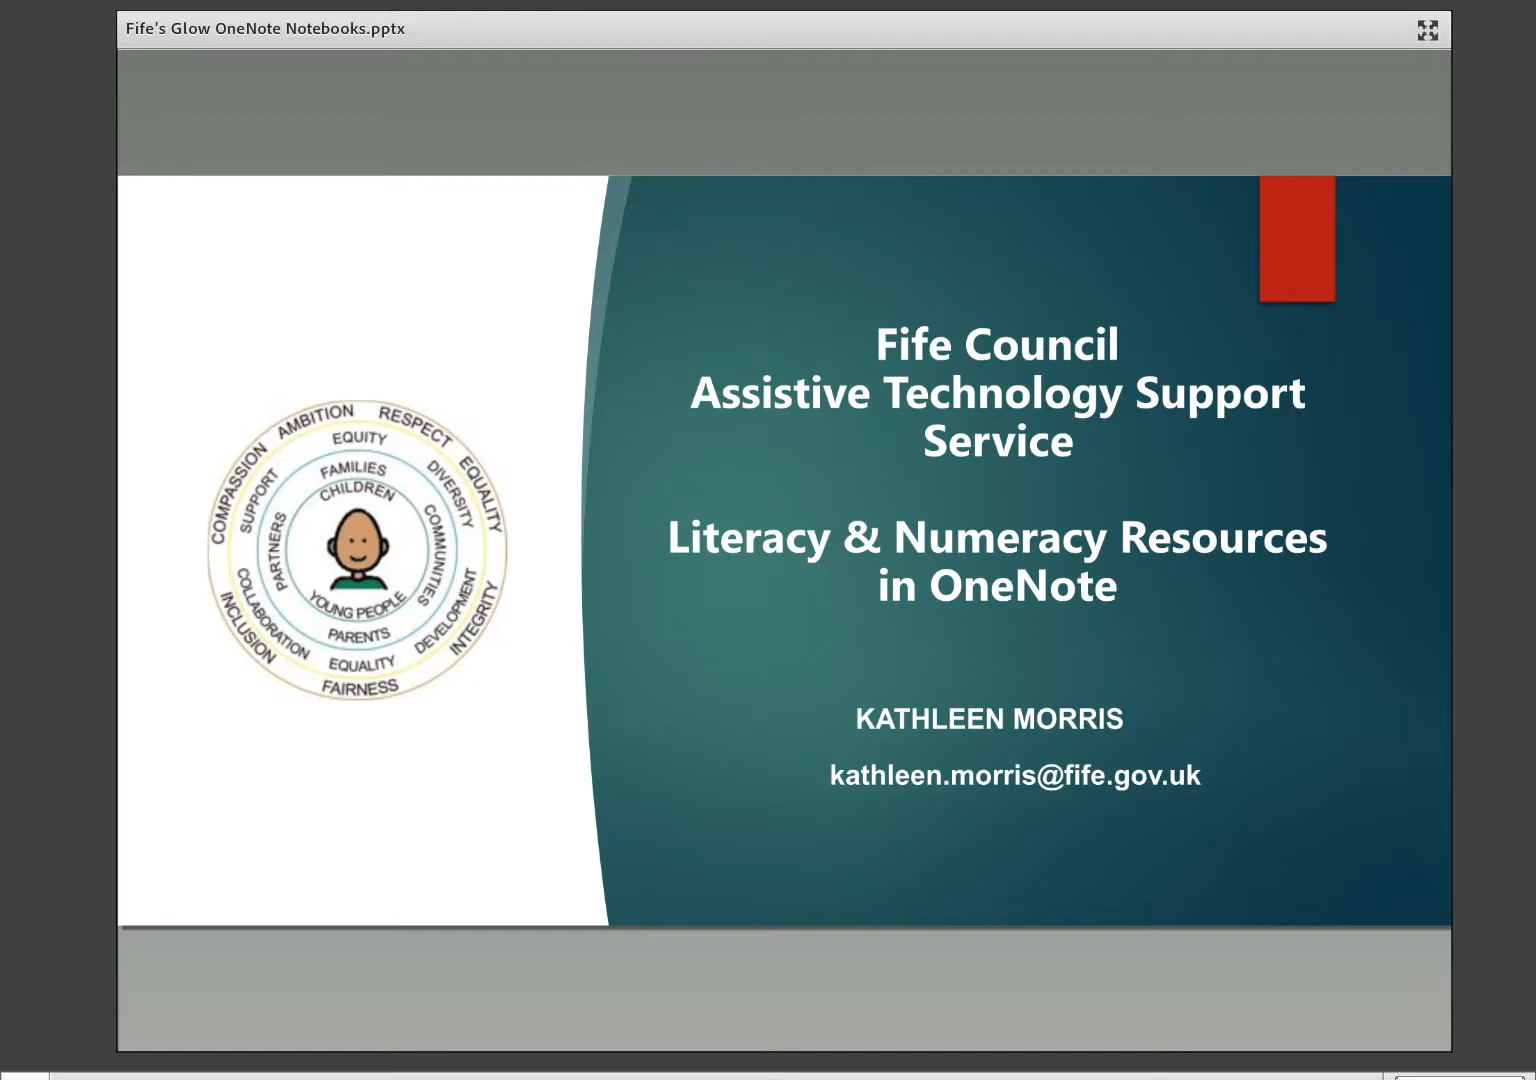 Fife's Glow OneNote Notebooks.pptx
COMPASSION AMBITION RESPECT EQUALITY
INCLUSION FAIRNESS INTEGRITY
SUPPORT EQUITY DIVERSITY
COLLABORATION EQUALITY DEVELOPMENT
PARTNERS FAMILIES COMMUNITIES
PARENTS
CHILDREN
YOUNG PEOPLE
Fife Council
Assistive Technology Support
Service
Literacy & Numeracy Resources
in OneNote
KATHLEEN MORRIS
kathleen.morris@fife.gov.uk